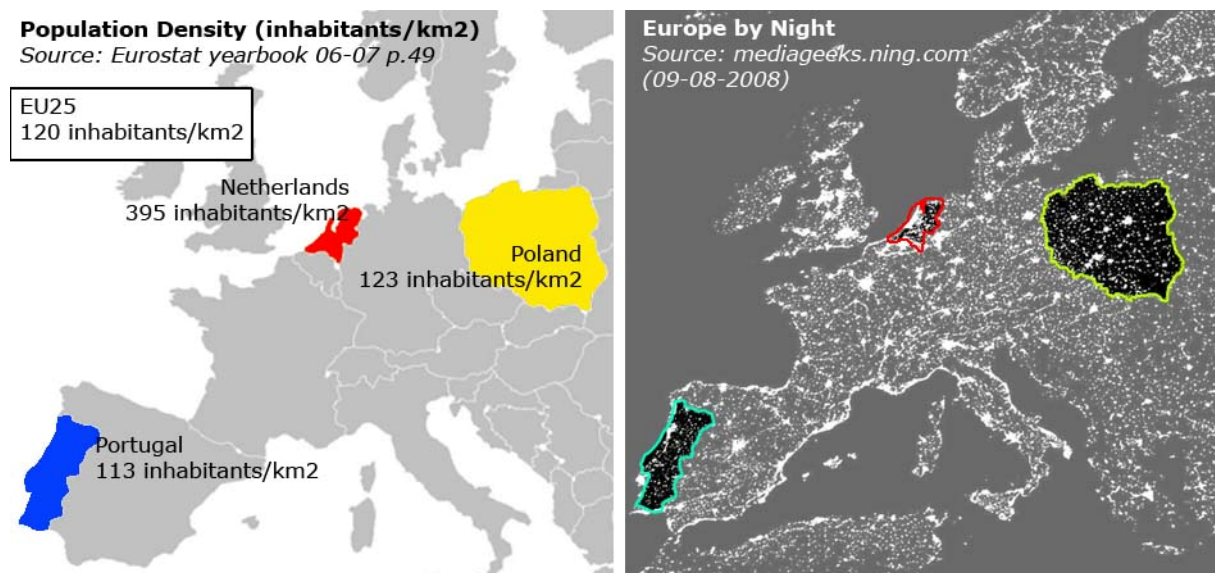 Population Density (inhabitants/km2)
Source: Eurostat yearbook 06-07 p.49
EU25
120 inhabitants/km2
Netherlands
395 inhabitants/km2
Poland
123 inhabitants/km2
Portugal
113 inhabitants/km2
Europe by Night
Source: mediageeks.ning.com
(09-08-2008)